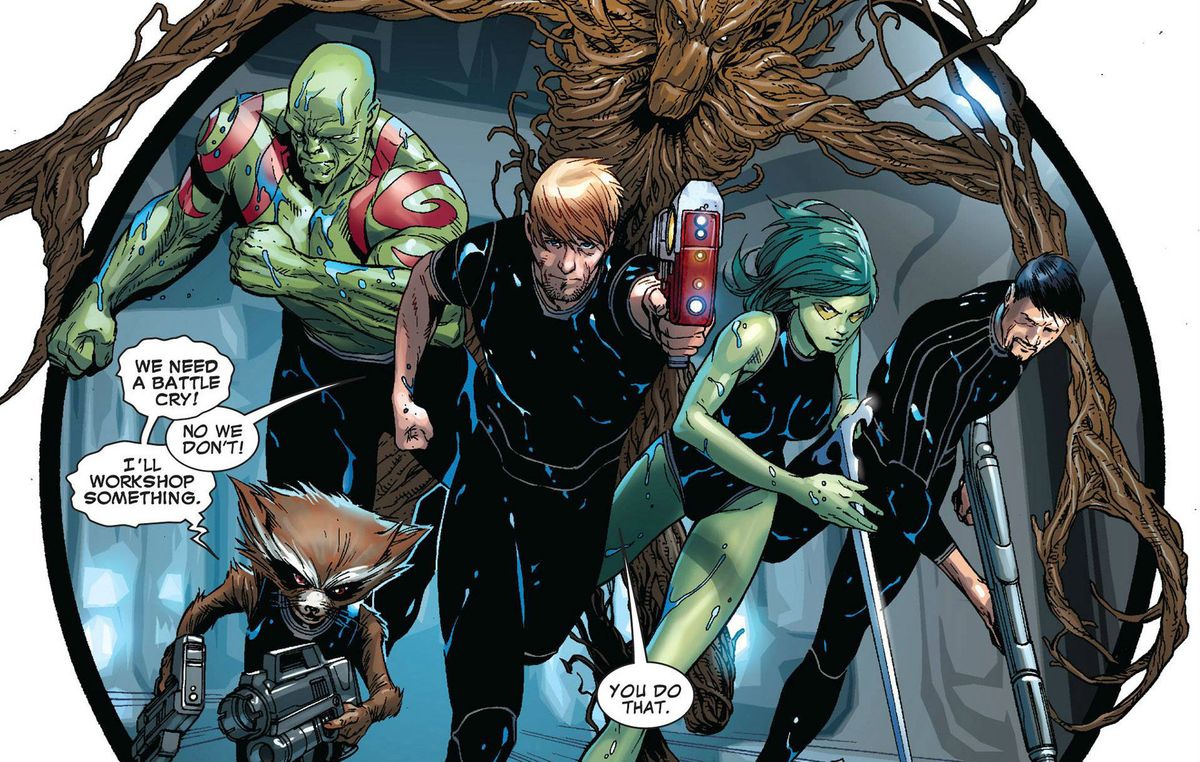 WE NEED
A BATTLE
CRY!
NO WE
DON'T!
I'LL
WORKSHOP
SOMETHING.
YOU DO
THAT.